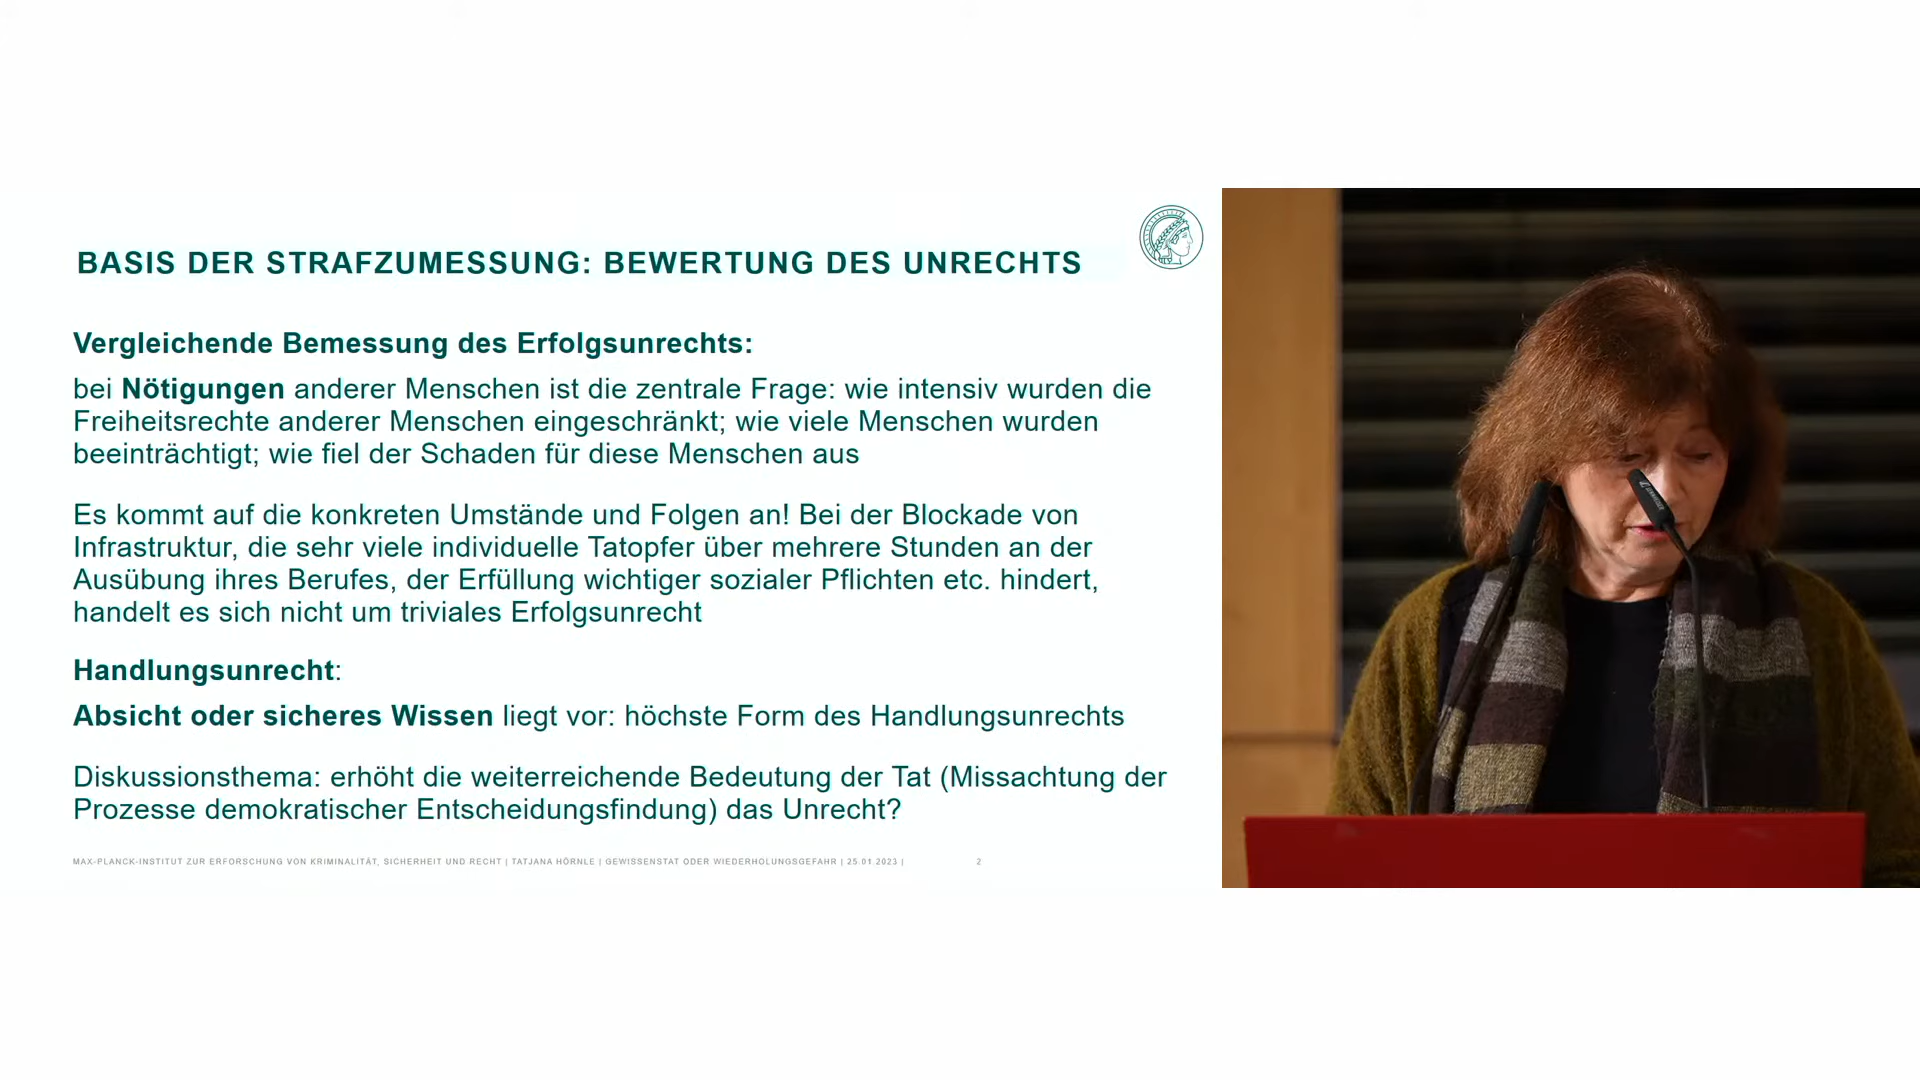 BASIS DER STRAFZUMESSUNG: BEWERTUNG DES UNRECHTS
Vergleichende Bemessung des Erfolgsunrechts:
bei Nötigungen anderer Menschen ist die zentrale Frage: wie intensiv wurden die
Freiheitsrechte anderer Menschen eingeschränkt; wie viele Menschen wurden
beeinträchtigt; wie fiel der Schaden für diese Menschen aus
Es kommt auf die konkreten Umstände und Folgen an! Bei der Blockade von
Infrastruktur, die sehr viele individuelle Tatopfer über mehrere Stunden an der
Ausübung ihres Berufes, der Erfüllung wichtiger sozialer Pflichten etc. hindert,
handelt es sich nicht um triviales Erfolgsunrecht
Handlungsunrecht:
Absicht oder sicheres Wissen liegt vor: höchste Form des Handlungsunrechts
Diskussionsthema: erhöht die weiterreichende Bedeutung der Tat (Missachtung der
Prozesse demokratischer Entscheidungsfindung) das Unrecht?
MAX-PLANCK-INSTITUT ZUR ERFORSCHUNG VON KRIMINALITÄT, SICHERHEIT UND RECHT | TATJANA HÖRNLE | GEWISSENSTAT ODER WIEDERHOLUNGSGEFAHR | 25.01.2023 | 2